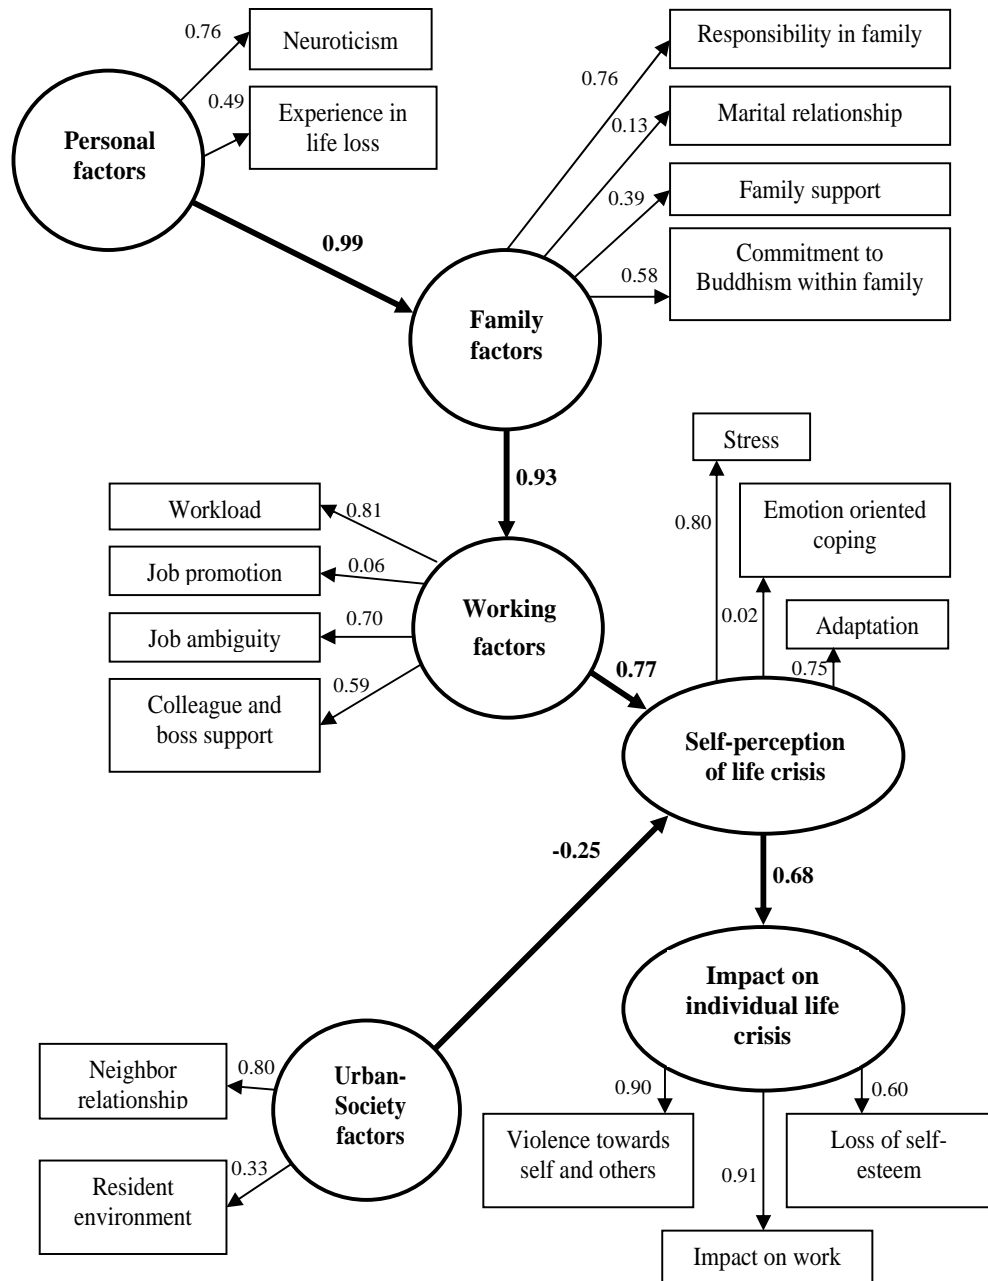 0.76
Neuroticism
0.49
Experience in
life loss
Personal
factors
0.99
Responsibility in family
0.76
Marital relationship
0.13
Family support
0.39
Commitment to
Buddhism within family
0.58
Family
factors
0.93
Stress
0.80
Emotion oriented
coping
0.02
Adaptation
0.75
Workload
0.81
Job promotion
0.06
Job ambiguity
0.70
Colleague and
boss support
0.59
Working
factors
0.77
Self-perception
of life crisis
-0.25
0.68
Impact on
individual life
crisis
Neighbor
relationship
0.80
Resident
environment
0.33
Urban-
Society
factors
0.90
Violence towards
self and others
0.91
Impact on work
0.60
Loss of self-
esteem